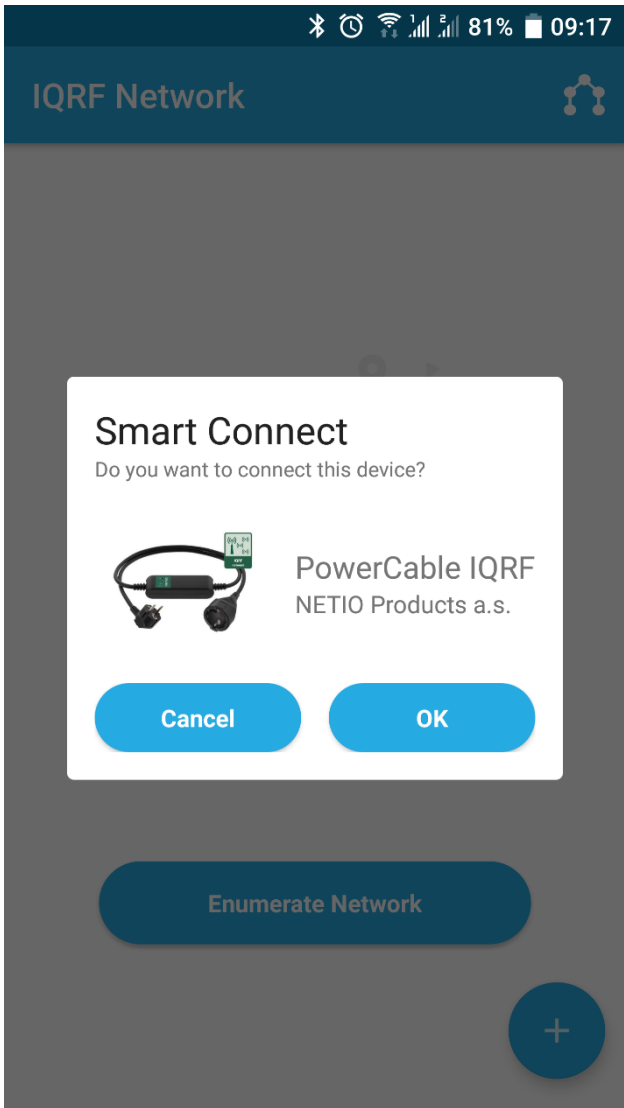 81% 09:17
IQRF Network
Smart Connect
Do you want to connect this device?
PowerCable IQRF
NETIO Products a.s.
Cancel
OK
Enumerate Network